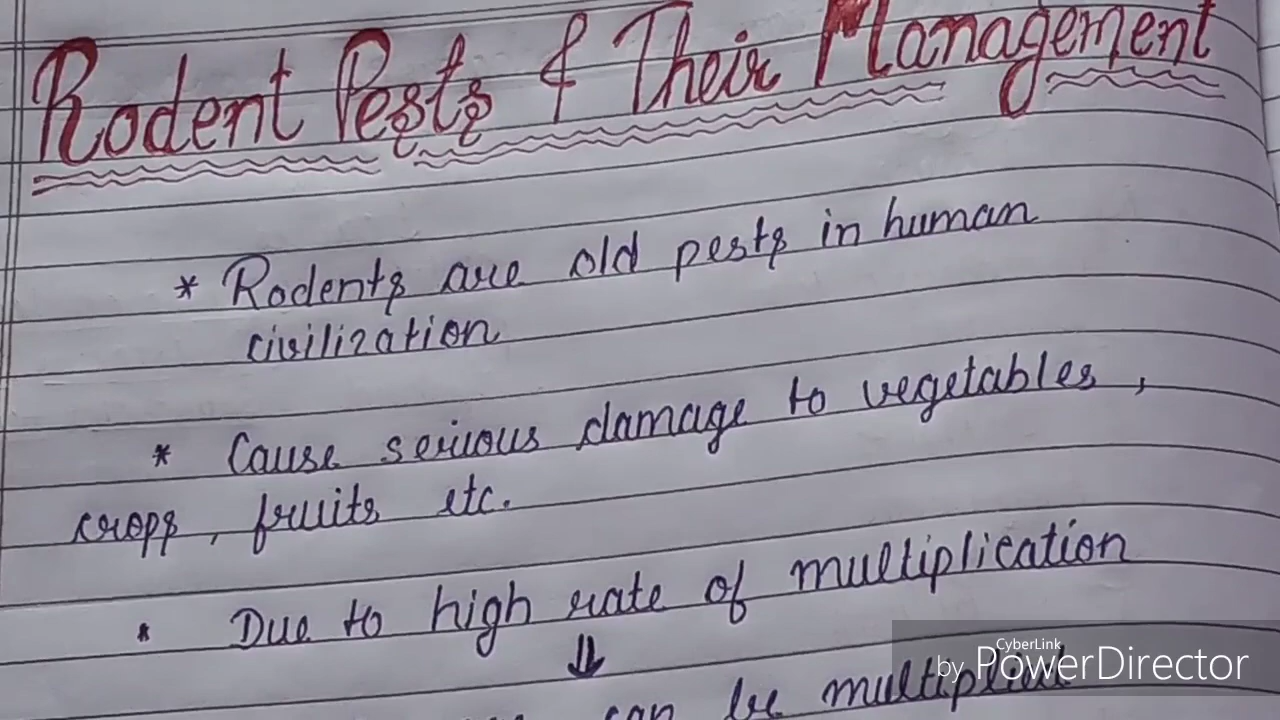 Rodent Pests & Their Management
* Rodents are old pests in human
civilization
* Cause serious damage to vegetables,
crops, fruits etc.
* Due to high rate of multiplication
⇓
can be multiplied
CyberLink
by PowerDirector